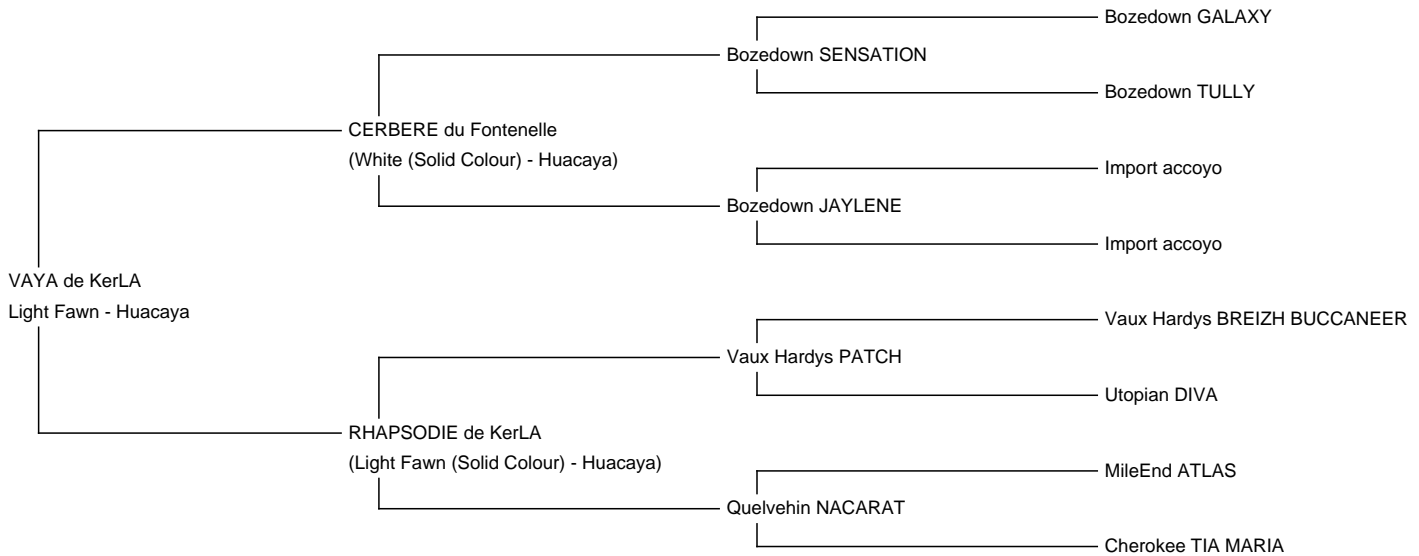 Bozedown GALAXY
Bozedown SENSATION
Bozedown TULLY
CERBERE du Fontenelle
(White (Solid Colour) - Huacaya)
Import accoyo
Bozedown JAYLENE
Import accoyo
VAYA de KerLA
Light Fawn - Huacaya
Vaux Hardys BREIZH BUCCANEER
Vaux Hardys PATCH
Utopian DIVA
RHAPSODIE de KerLA
(Light Fawn (Solid Colour) - Huacaya)
MileEnd ATLAS
Quelvehin NACARAT
Cherokee TIA MARIA